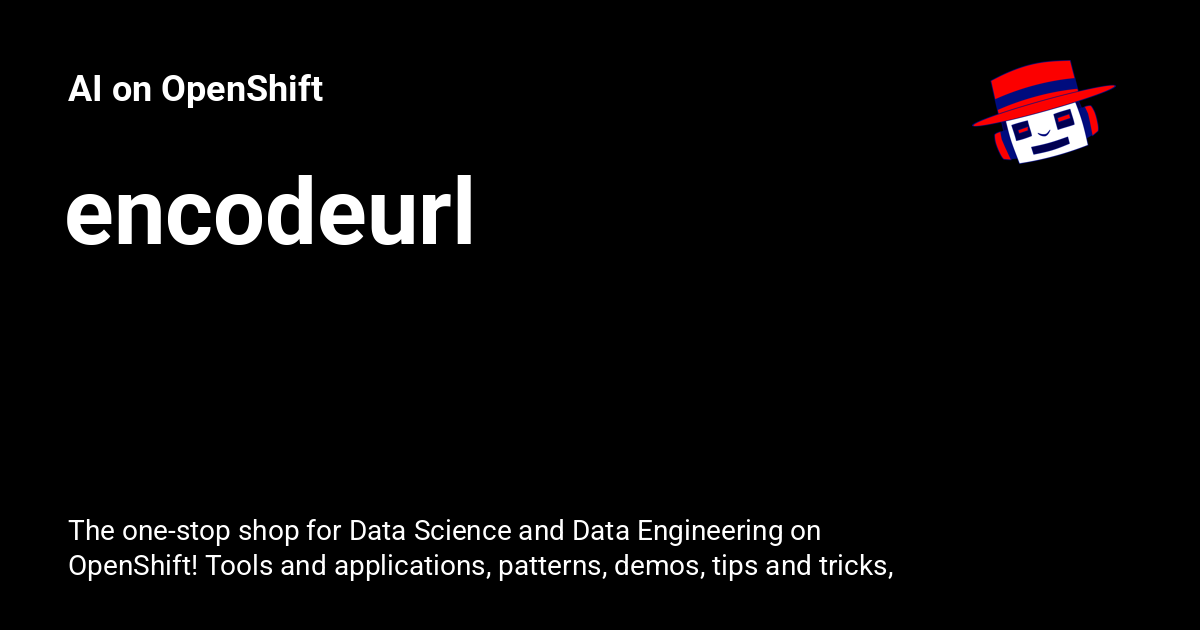 AI on OpenShift
encodeurl
The one-stop shop for Data Science and Data Engineering on
OpenShift! Tools and applications, patterns, demos, tips and tricks,